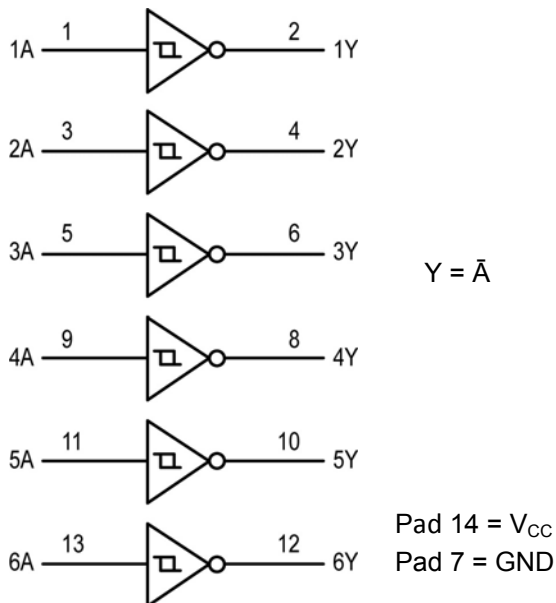 1A 1 2 1Y
2A 3 4 2Y
3A 5 6 3Y
Y = Ā
4A 9 8 4Y
5A 11 10 5Y
Pad 14 = VCC
6A 13 12 6Y
Pad 7 = GND